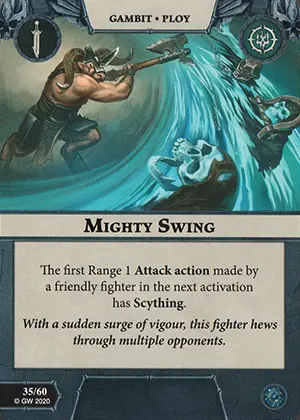 GAMBIT • PLOY
MIGHTY SWING
The first Range 1 Attack action made by
a friendly fighter in the next activation
has Scything.
With a sudden surge of vigour, this fighter hews
through multiple opponents.
35/60
© GW 2020